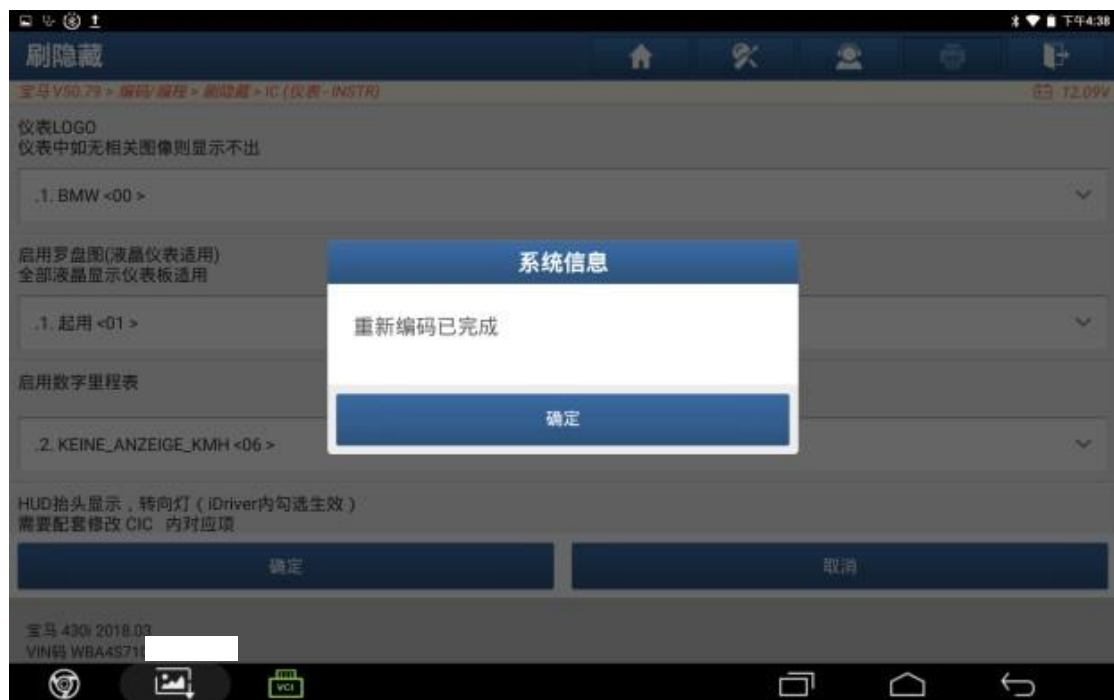 下午4:38
刷隐藏
宝马 V50.79 > 编码/编程 > 刷隐藏 > IC (仪表-INSTR)
12.09V
仪表LOGO
仪表中如无相关图像则显示不出
.1. BMW <00 >
启用罗盘图(液晶仪表适用)
全部液晶显示仪表板适用
.1. 起用 <01 >
系统信息
重新编码已完成
确定
启用数字里程表
.2. KEINE_ANZEIGE_KMH <06 >
HUD抬头显示，转向灯（iDriver内勾选生效）
需要配套修改 CIC 内对应项
确定
取消
宝马 430i 2018.03
VIN码 WBA4S710
VCI